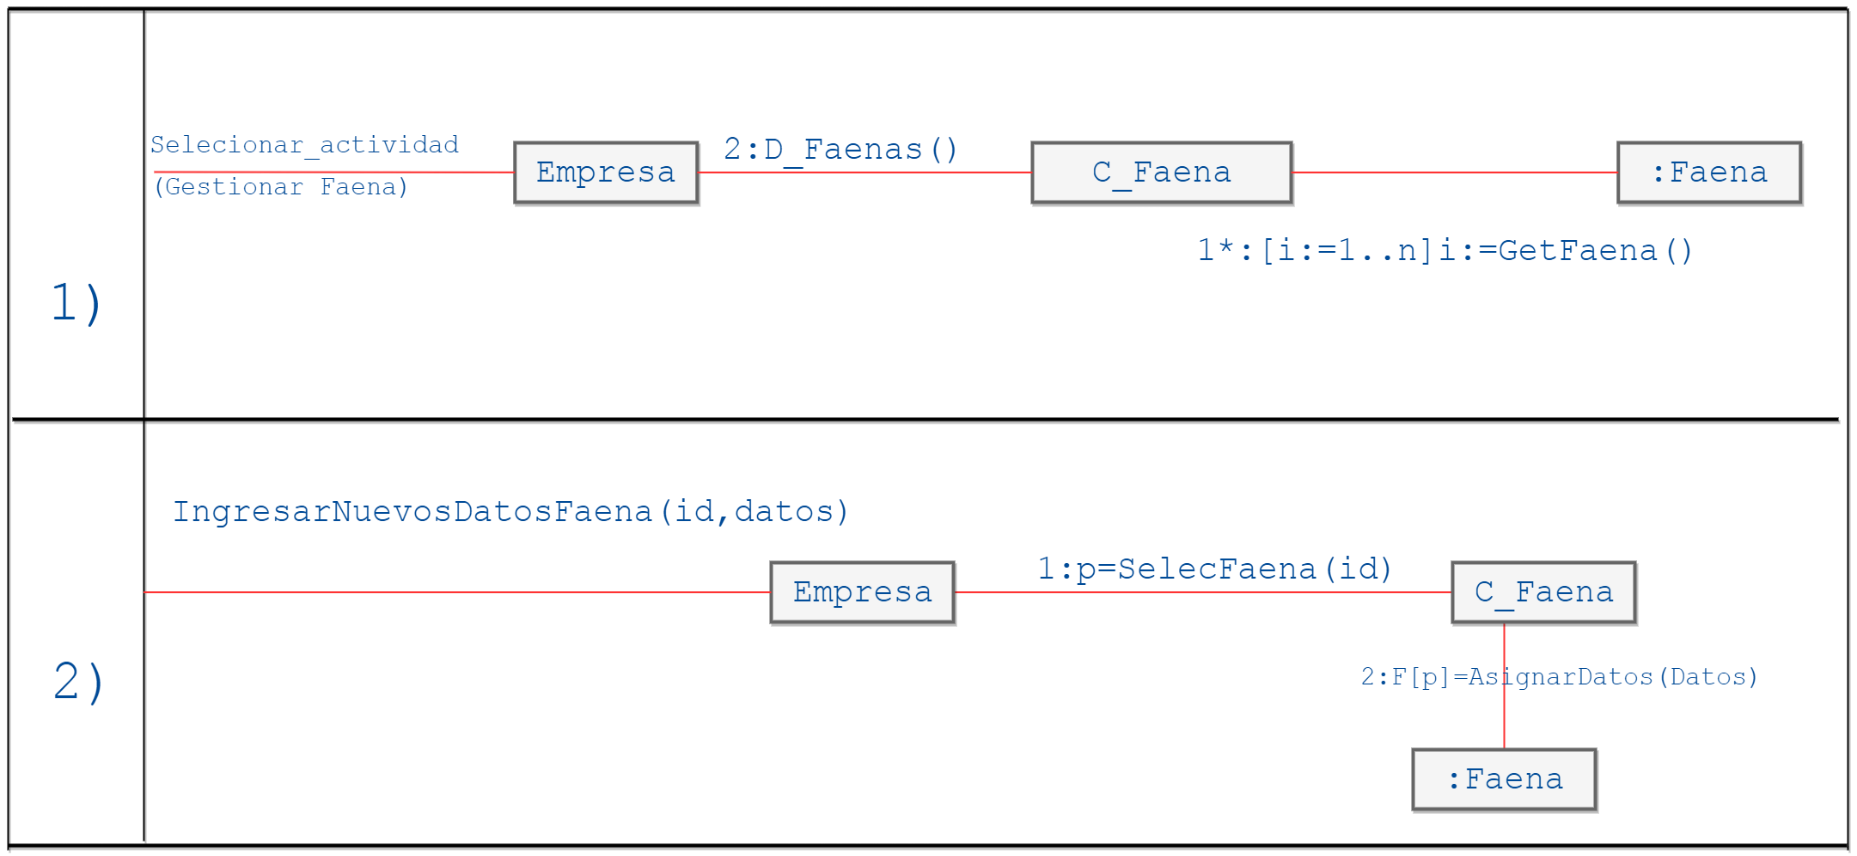 Selecionar_actividad
(Gestionar Faena)
Empresa
2:D_Faenas()
C_Faena
:Faena
1*:[i:=1..n]i:=GetFaena()
1)
IngresarNuevosDatosFaena(id,datos)
Empresa
1:p=SelecFaena(id)
C_Faena
2:F[p]=AsignarDatos(Datos)
2)
:Faena